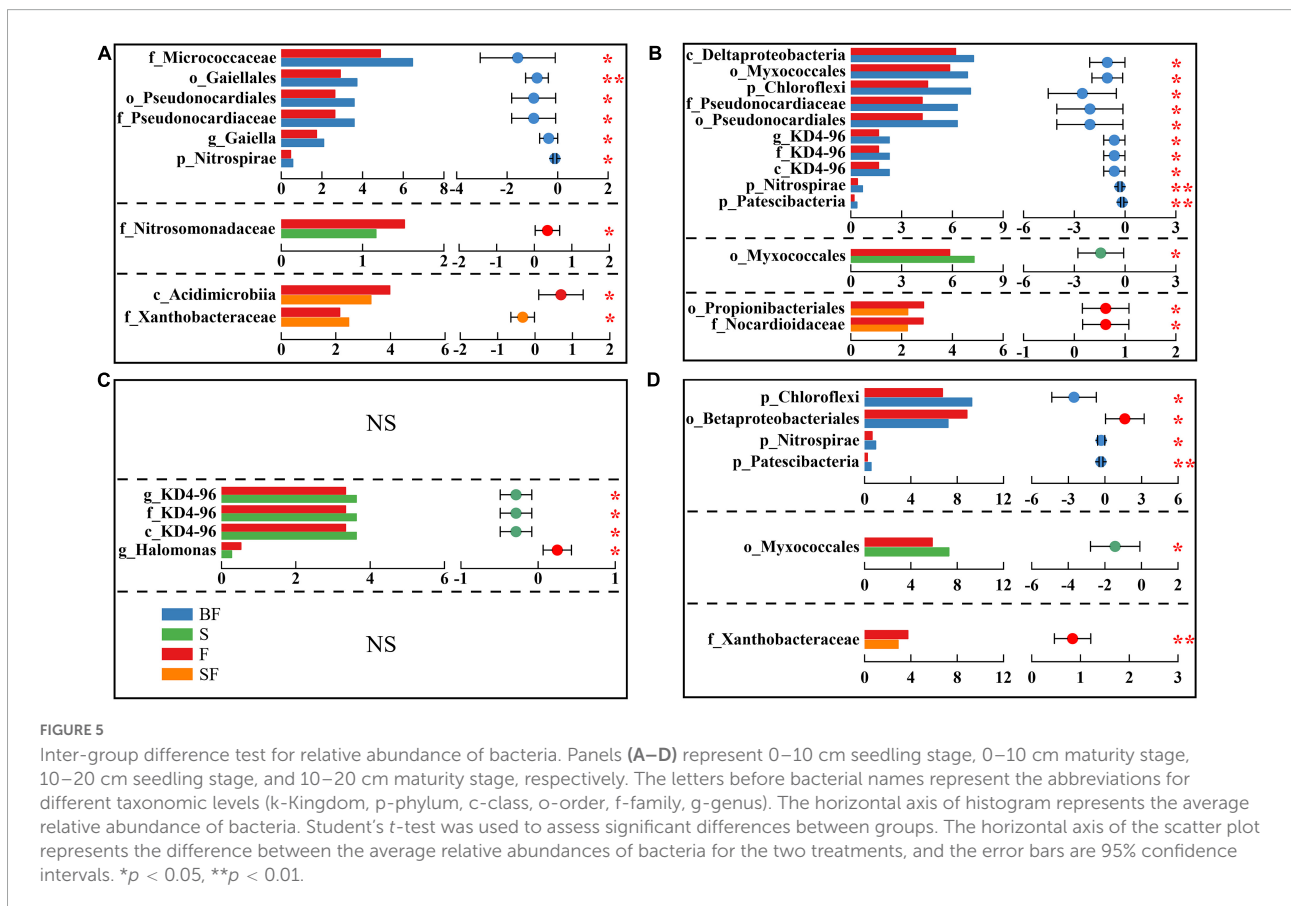 A
f_Micrococcaceae *
o_Gaiellales **
o_Pseudonocardiales *
f_Pseudonocardiaceae *
g_Gaiella *
p_Nitrospirae *
0 2 4 6 8 -4 -2 0 2
f_Nitrosomonadaceae *
0 1 2 -2 -1 0 1 2
c_Acidimicrobiia *
f_Xanthobacteraceae *
0 2 4 6 -2 -1 0 1 2
B
c_Deltaproteobacteria *
o_Myxococcales *
p_Chloroflexi *
f_Pseudonocardiaceae *
o_Pseudonocardiales *
g_KD4-96 *
f_KD4-96 *
c_KD4-96 *
p_Nitrospirae **
p_Patescibacteria **
0 3 6 9 -6 -3 0 3
o_Myxococcales *
0 3 6 9 -6 -3 0 3
o_Propionibacteriales *
f_Nocardioidaceae *
0 2 4 6 -1 0 1 2
C
NS
g_KD4-96 *
f_KD4-96 *
c_KD4-96 *
g_Halomonas *
0 2 4 6 -1 0 1
BF
S
F
SF
NS
D
p_Chloroflexi *
o_Betaproteobacteriales *
p_Nitrospirae *
p_Patescibacteria **
0 3 6 9 12 -6 -3 0 3 6
o_Myxococcales *
0 4 8 12 -6 -4 -2 0 2
f_Xanthobacteraceae **
0 4 8 12 0 1 2 3
FIGURE 5
Inter-group difference test for relative abundance of bacteria. Panels (A–D) represent 0–10 cm seedling stage, 0–10 cm maturity stage,
10–20 cm seedling stage, and 10–20 cm maturity stage, respectively. The letters before bacterial names represent the abbreviations for
different taxonomic levels (k-Kingdom, p-phylum, c-class, o-order, f-family, g-genus). The horizontal axis of histogram represents the average
relative abundance of bacteria. Student's t-test was used to assess significant differences between groups. The horizontal axis of the scatter plot
represents the difference between the average relative abundances of bacteria for the two treatments, and the error bars are 95% confidence
intervals. *p < 0.05, **p < 0.01.